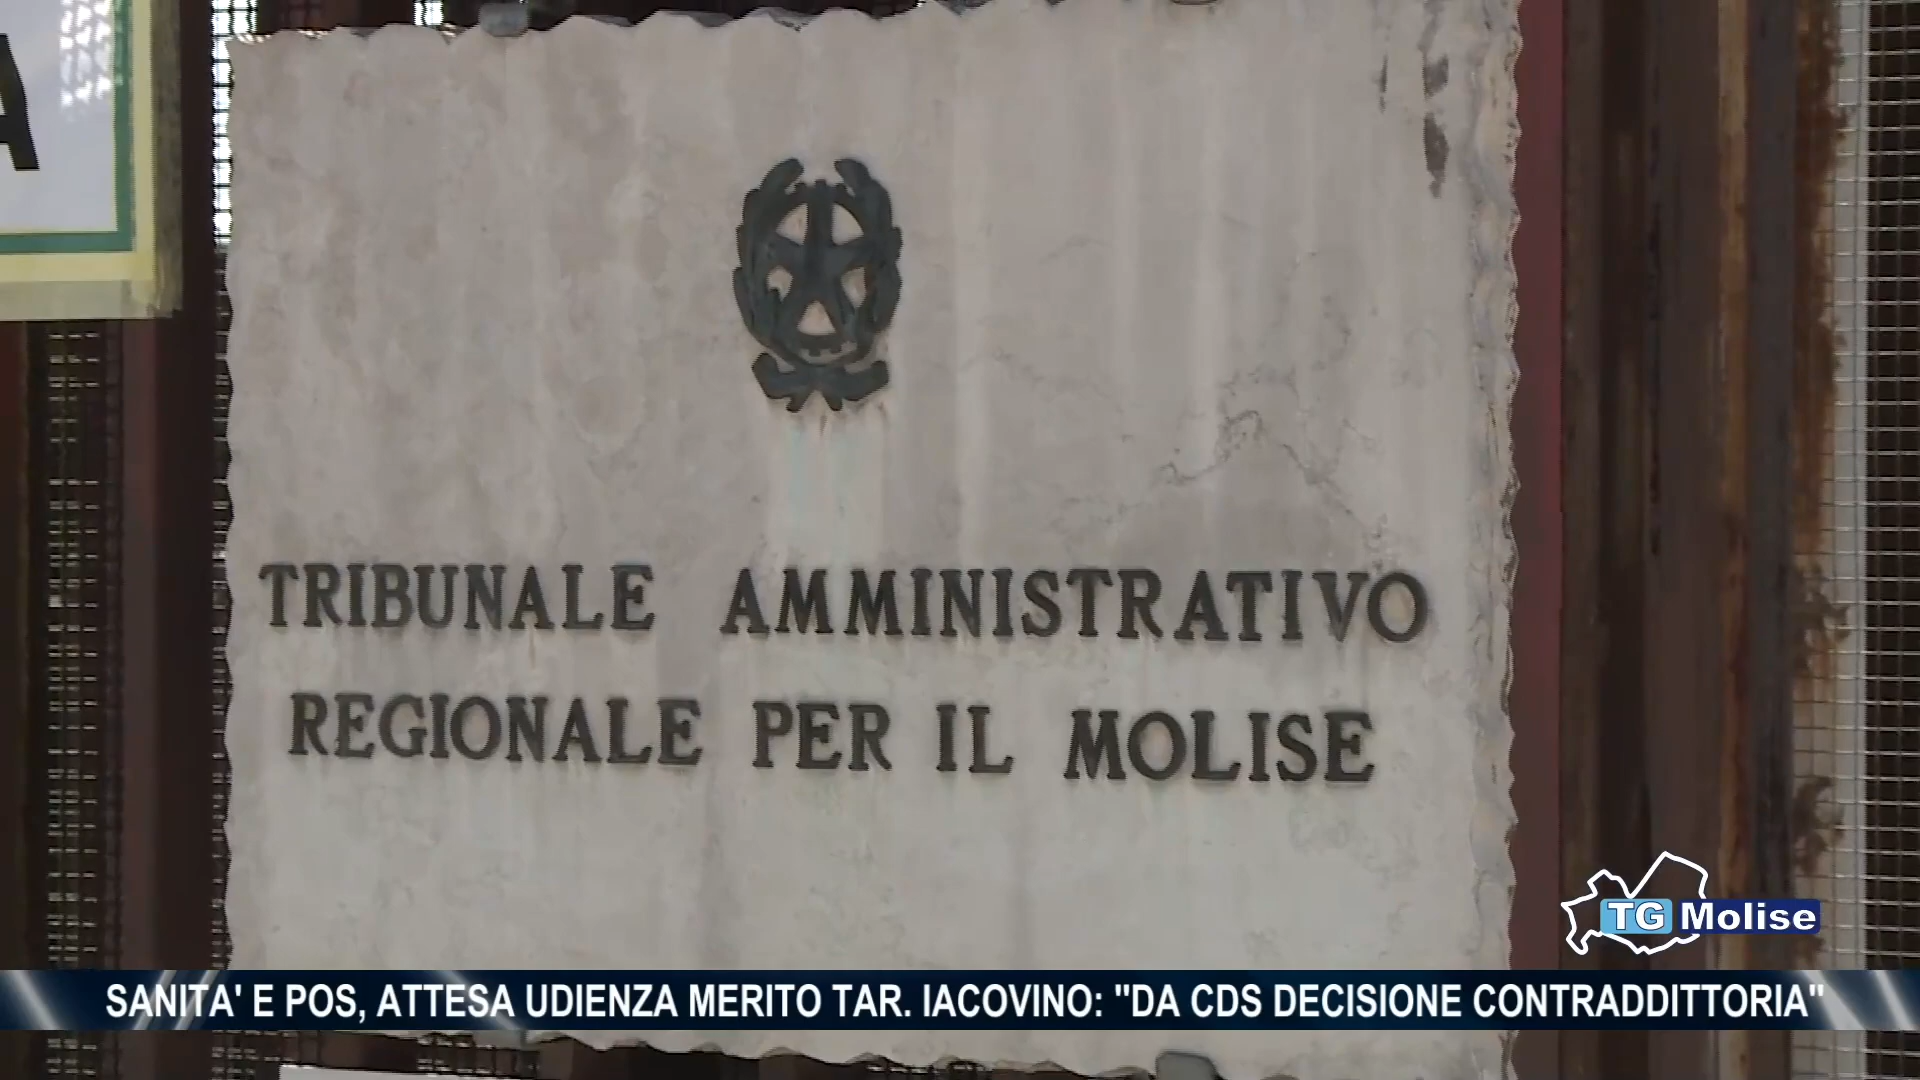 A
TRIBUNALE AMMINISTRATIVO
REGIONALE PER IL MOLISE
TG Molise
SANITA' E POS, ATTESA UDIENZA MERITO TAR. IACOVINO: "DA CDS DECISIONE CONTRADDITTORIA"